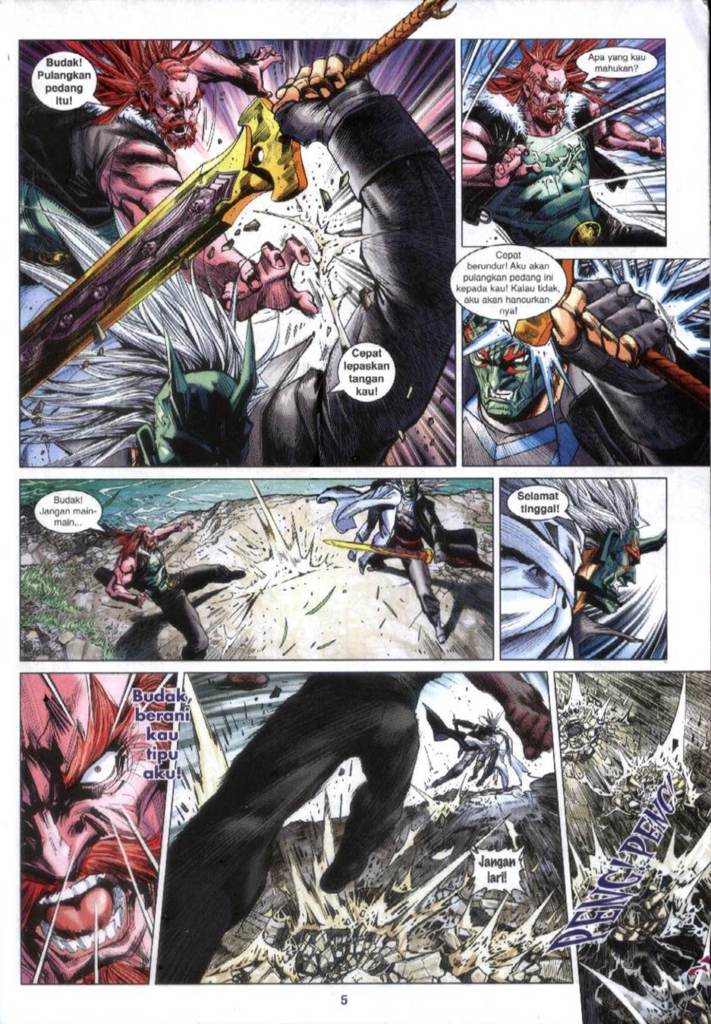 Budak!
Pulangkan
pedang
itu!
Cepat
lepaskan
tangan
kau!
Apa yang kau
mahukan?
Cepat
berundur! Aku akan
pulangkan pedang ini
kepada kau! Kalau tidak,
aku akan hancurkan-
nya!
Budak!
Jangan main-
main...
Selamat
tinggal!
Budak,
berani
kau
tipu
aku!
Jangan
lari!
PENG! PENG!
5